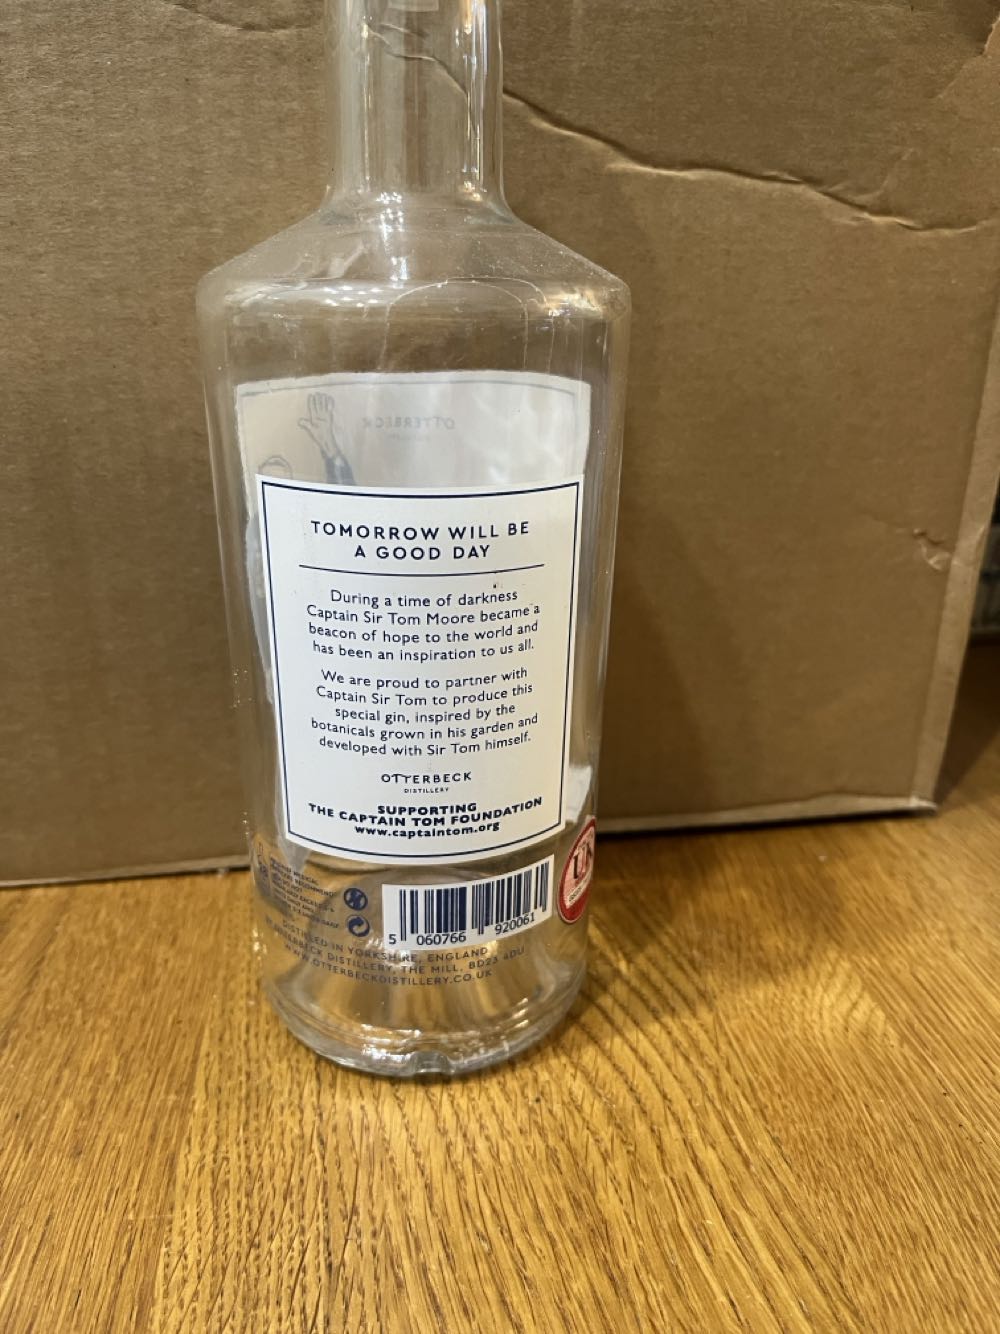 TOMORROW WILL BE
A GOOD DAY
During a time of darkness
Captain Sir Tom Moore became a
beacon of hope to the world and
has been an inspiration to us all.
We are proud to partner with
Captain Sir Tom to produce this
special gin, inspired by the
botanicals grown in his garden and
developed with Sir Tom himself.
OTTERBECK
DISTILLERY
SUPPORTING
THE CAPTAIN TOM FOUNDATION
www.captaintom.org
UK
5 060766 920061
DISTILLED IN YORKSHIRE, ENGLAND
OTTERBECK DISTILLERY, THE MILL, BD23 4DU
WWW.OTTERBECKDISTILLERY.CO.UK